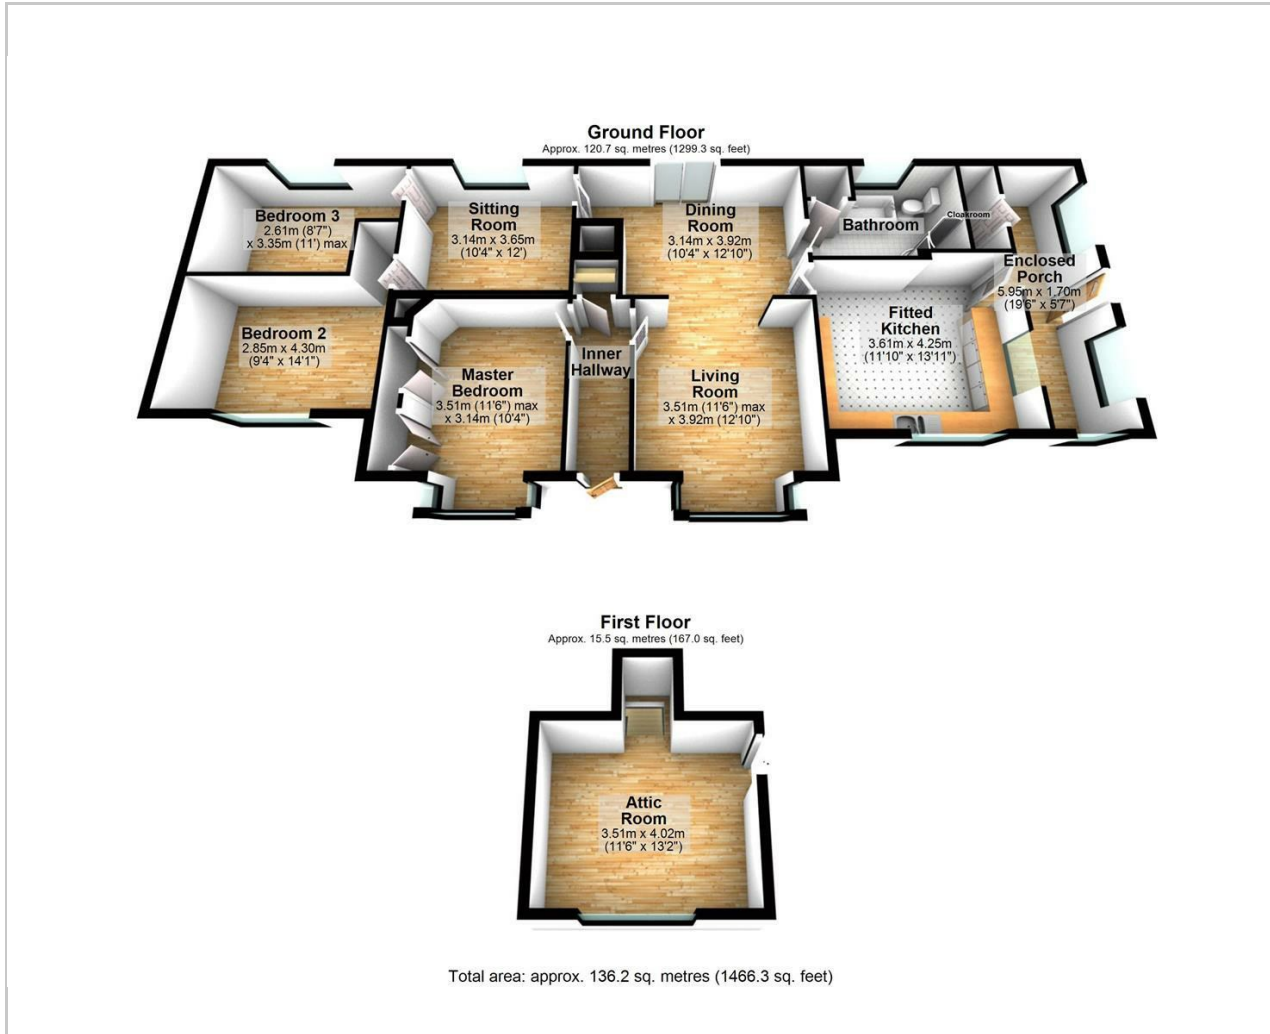 Ground Floor
Approx. 120.7 sq. metres (1299.3 sq. feet)
Bedroom 3
2.61m (8'7")
x 3.35m (11') max
Sitting
Room
3.14m x 3.65m
(10'4" x 12')
Dining
Room
3.14m x 3.92m
(10'4" x 12'10")
Bathroom
Cloakroom
Enclosed
Porch
5.95m x 1.70m
(19'6" x 5'7")
Bedroom 2
2.85m x 4.30m
(9'4" x 14'1")
Master
Bedroom
3.51m (11'6") max
x 3.14m (10'4")
Inner
Hallway
Living
Room
3.51m (11'6") max
x 3.92m (12'10")
Fitted
Kitchen
3.61m x 4.25m
(11'10" x 13'11")
First Floor
Approx. 15.5 sq. metres (167.0 sq. feet)
Attic
Room
3.51m x 4.02m
(11'6" x 13'2")
Total area: approx. 136.2 sq. metres (1466.3 sq. feet)